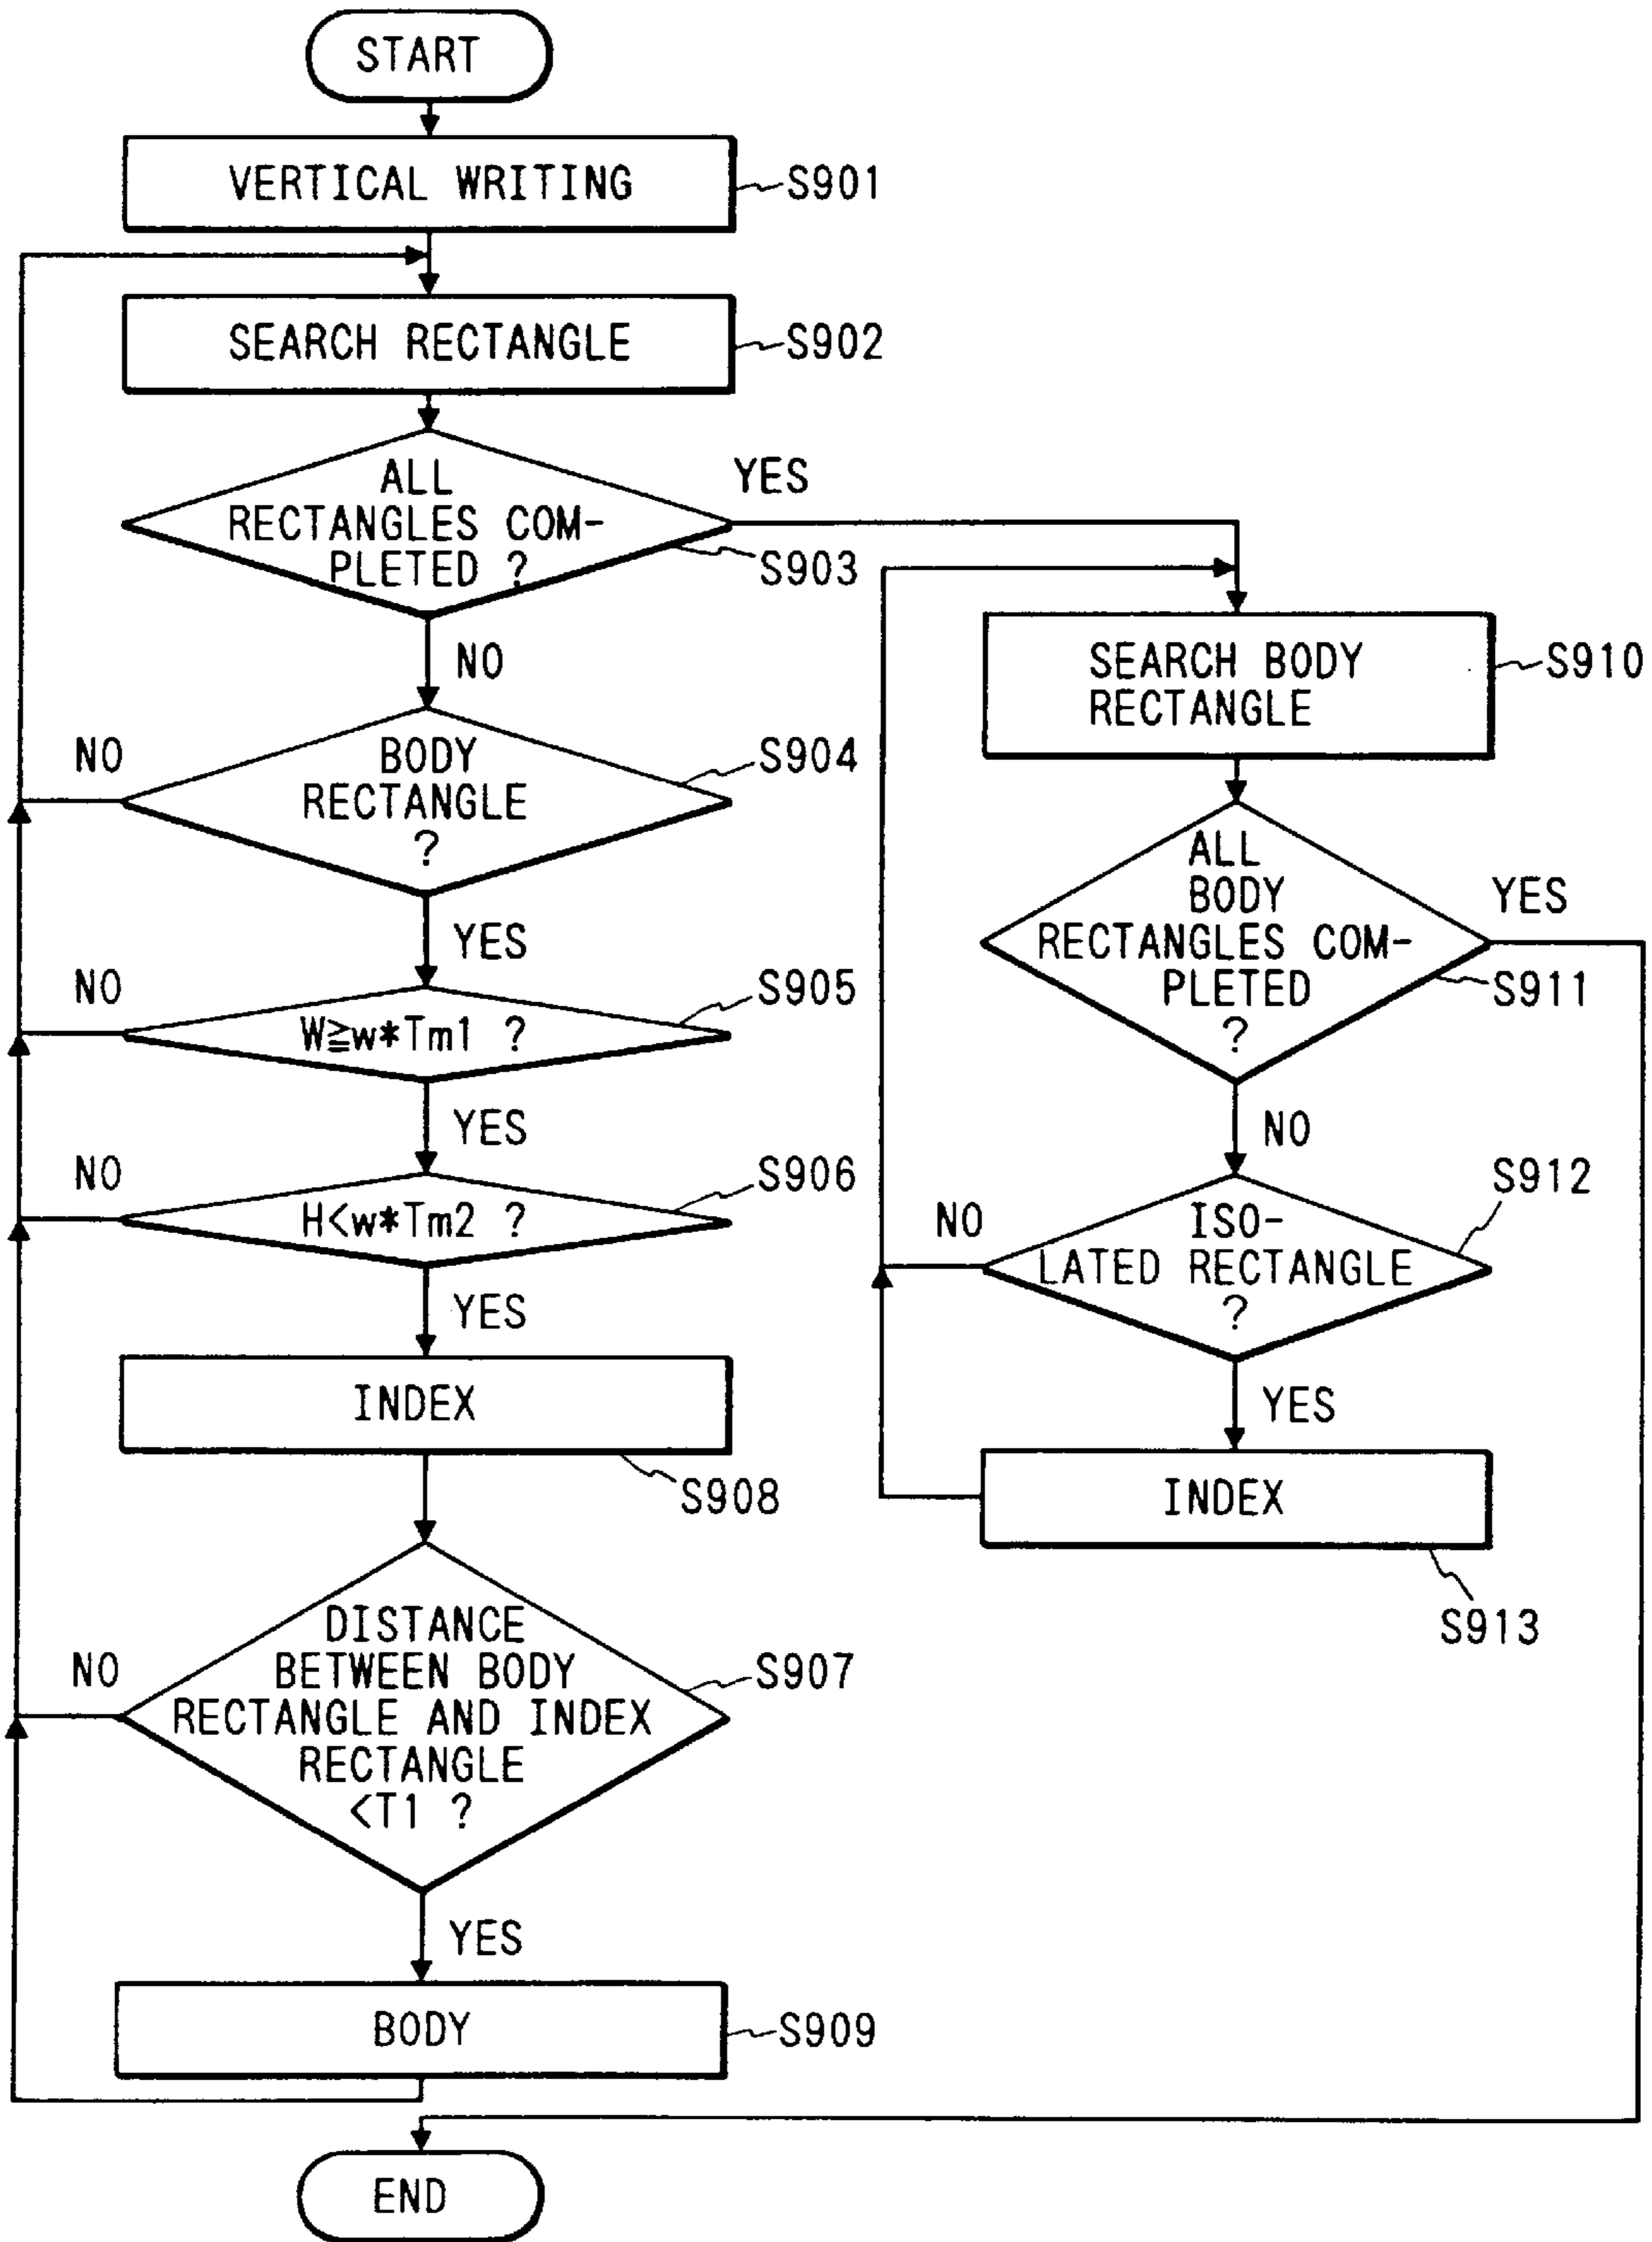 START
VERTICAL WRITING
S901
SEARCH RECTANGLE
S902
ALL
RECTANGLES COM-
PLETED ?
YES
S903
NO
BODY
RECTANGLE
?
NO
S904
YES
W≧w*Tm1 ?
NO
S905
YES
H<w*Tm2 ?
NO
S906
YES
INDEX
S908
DISTANCE
BETWEEN BODY
RECTANGLE AND INDEX
RECTANGLE
<T1 ?
NO
S907
YES
BODY
S909
SEARCH BODY
RECTANGLE
S910
ALL
BODY
RECTANGLES COM-
PLETED
?
YES
S911
NO
ISO-
LATED RECTANGLE
?
NO
S912
YES
INDEX
S913
END